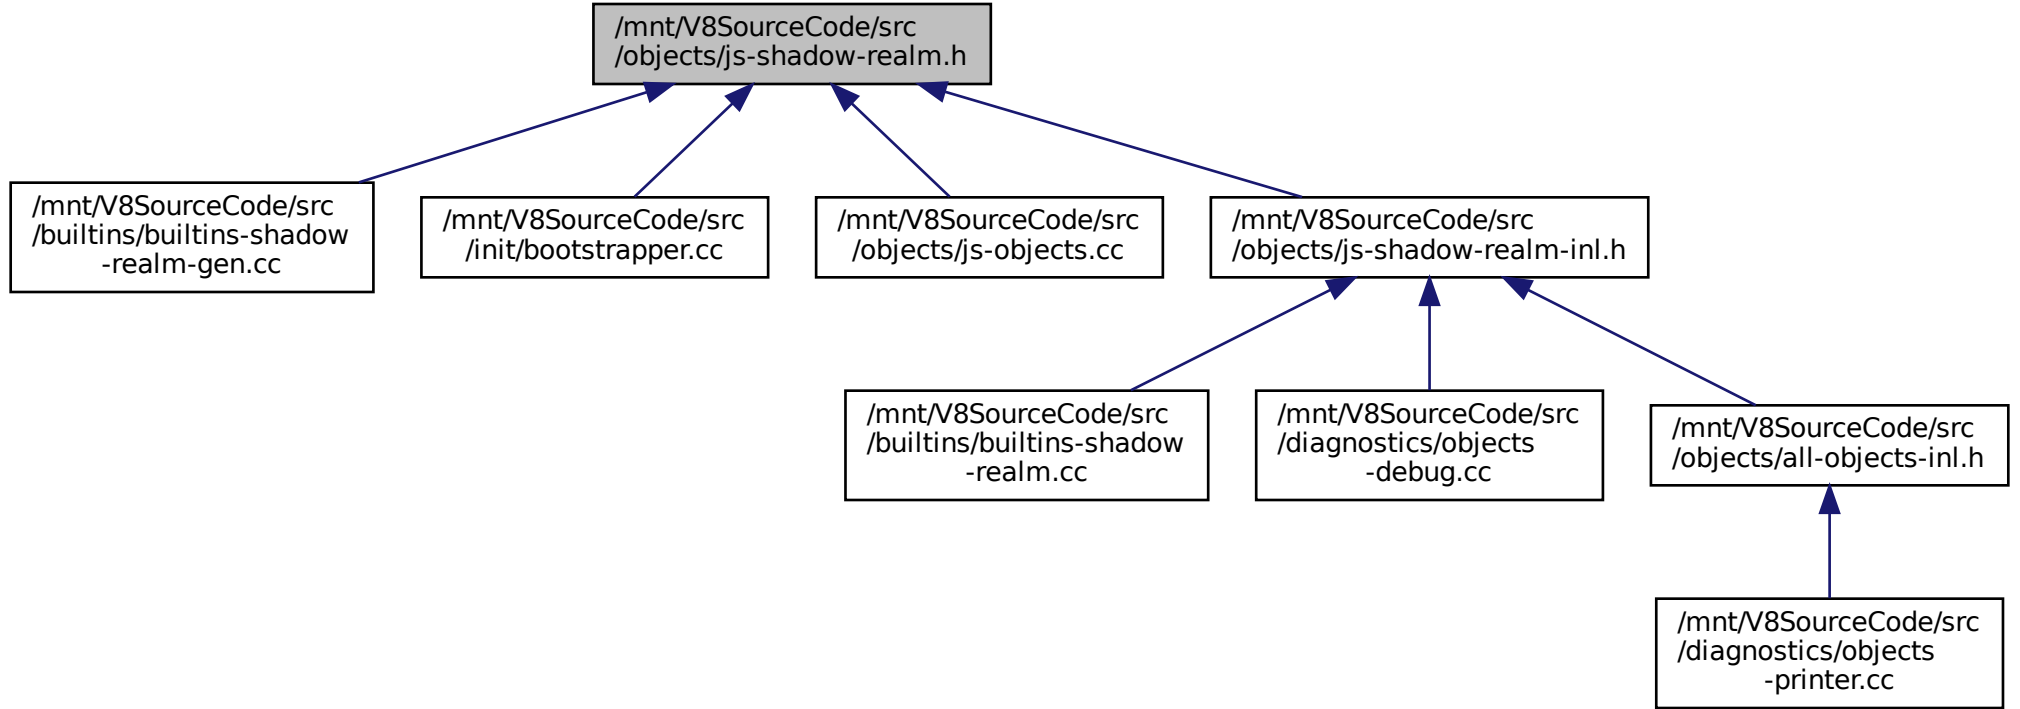 /mnt/V8SourceCode/src
/objects/js-shadow-realm.h
/mnt/V8SourceCode/src
/builtins/builtins-shadow
-realm-gen.cc
/mnt/V8SourceCode/src
/init/bootstrapper.cc
/mnt/V8SourceCode/src
/objects/js-objects.cc
/mnt/V8SourceCode/src
/objects/js-shadow-realm-inl.h
/mnt/V8SourceCode/src
/builtins/builtins-shadow
-realm.cc
/mnt/V8SourceCode/src
/diagnostics/objects
-debug.cc
/mnt/V8SourceCode/src
/objects/all-objects-inl.h
/mnt/V8SourceCode/src
/diagnostics/objects
-printer.cc